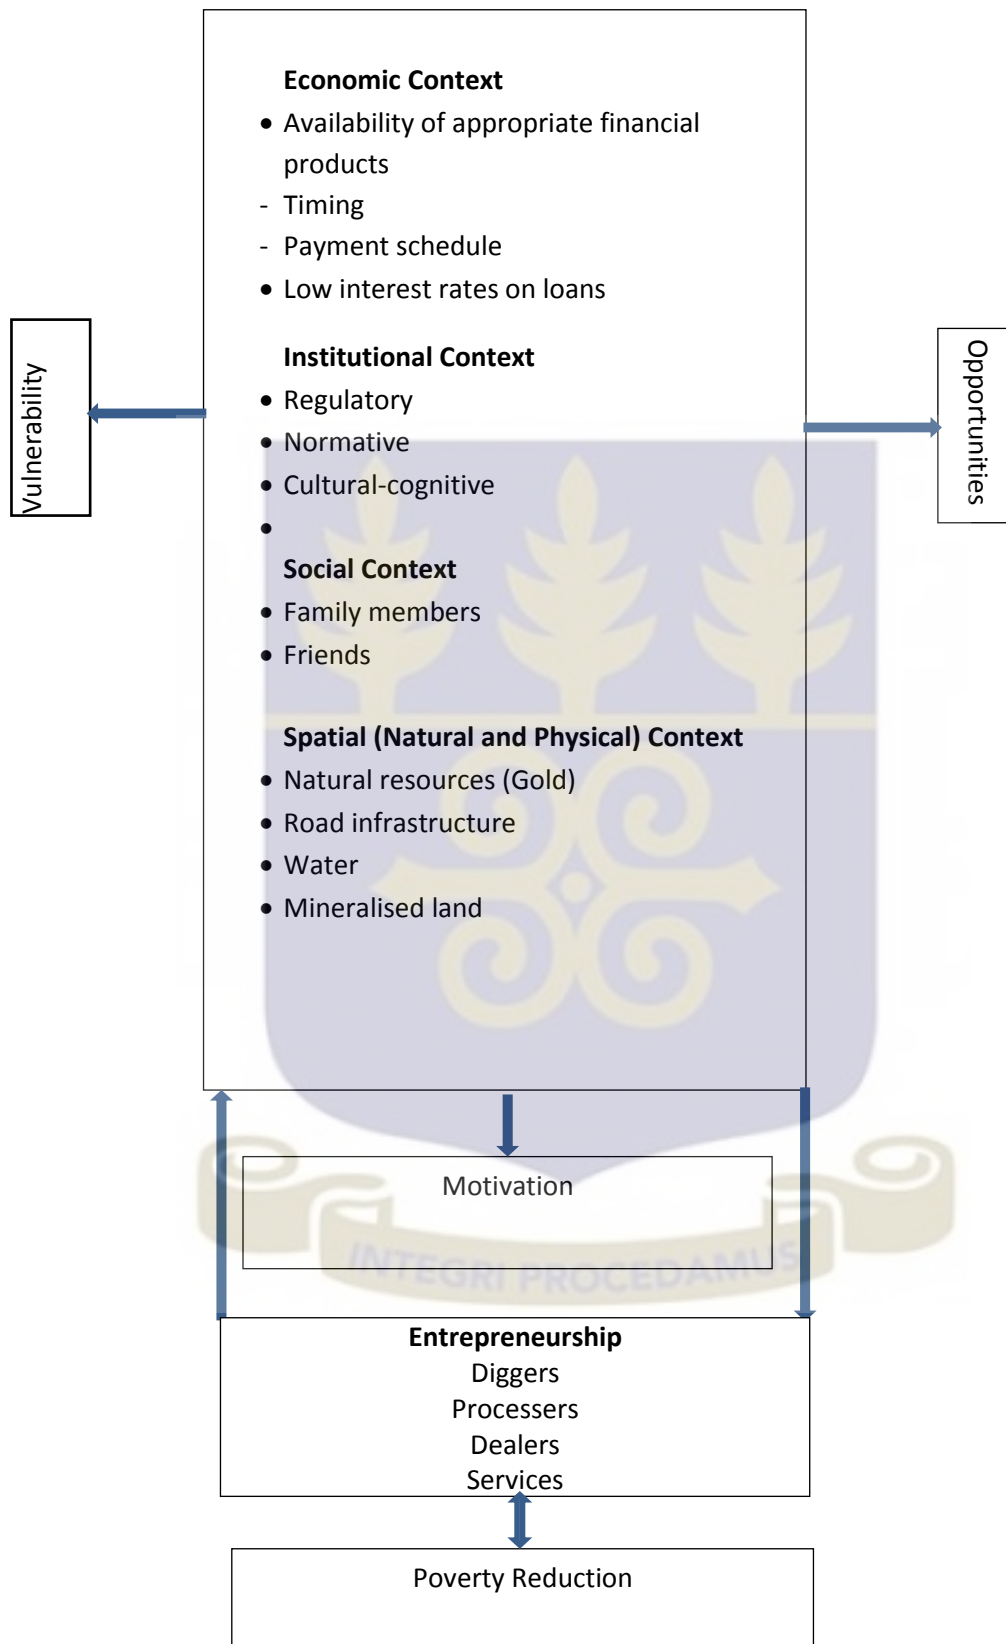 Economic Context
• Availability of appropriate financial
products
- Timing
- Payment schedule
• Low interest rates on loans
Vulnerability
Opportunities
Institutional Context
• Regulatory
• Normative
• Cultural-cognitive
•
Social Context
• Family members
• Friends
Spatial (Natural and Physical) Context
• Natural resources (Gold)
• Road infrastructure
• Water
• Mineralised land
Motivation
INTEGRI PROCEDAMUS
Entrepreneurship
Diggers
Processers
Dealers
Services
Poverty Reduction